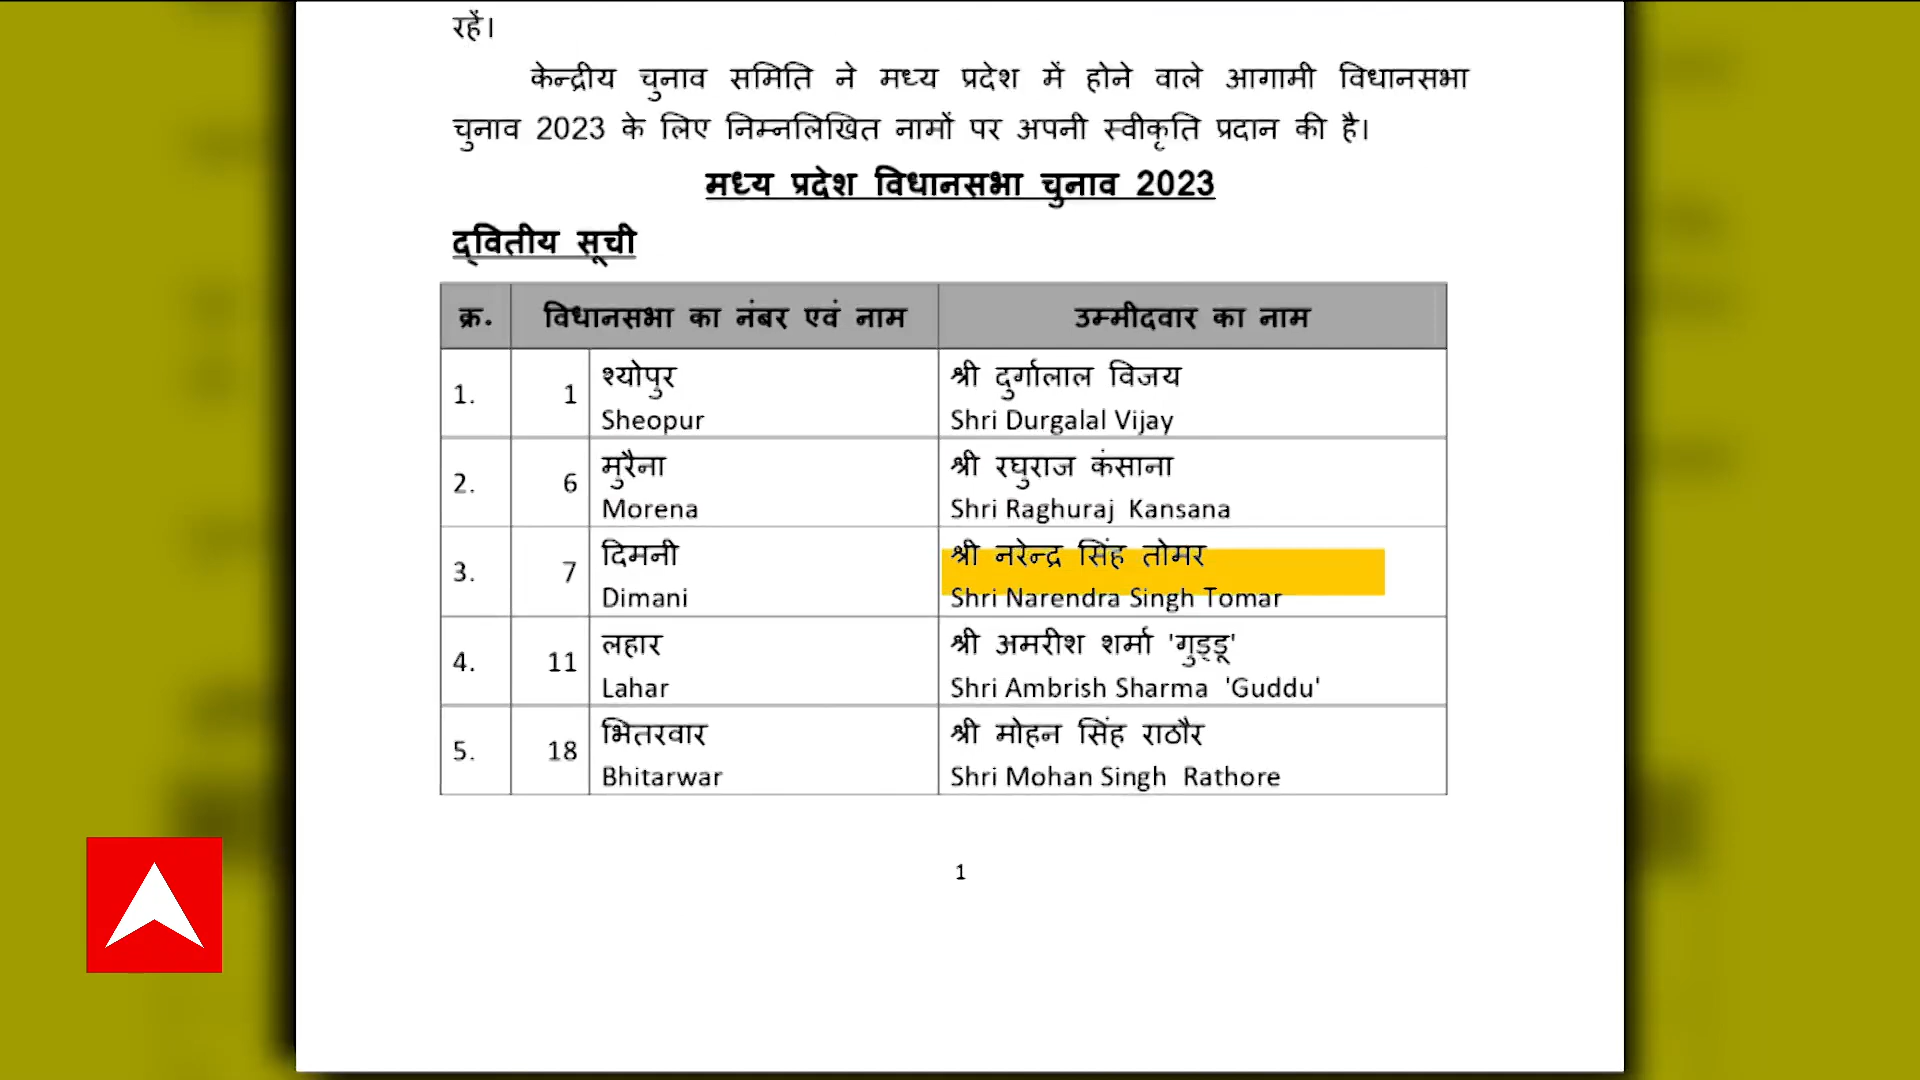 रहें।
केन्द्रीय चुनाव समिति ने मध्य प्रदेश में होने वाले आगामी विधानसभा
चुनाव 2023 के लिए निम्नलिखित नामों पर अपनी स्वीकृति प्रदान की है।
मध्य प्रदेश विधानसभा चुनाव 2023
द्वितीय सूची
क्र. विधानसभा का नंबर एवं नाम उम्मीदवार का नाम
श्योपुर श्री दुर्गालाल विजय
1. 1
Sheopur Shri Durgalal Vijay
मुरैना श्री रघुराज कंसाना
2. 6
Morena Shri Raghuraj Kansana
दिमनी श्री नरेन्द्र सिंह तोमर
3. 7
Dimani Shri Narendra Singh Tomar
लहार श्री अमरीश शर्मा 'गुड्डू'
4. 11
Lahar Shri Ambrish Sharma 'Guddu'
भितरवार श्री मोहन सिंह राठौर
5. 18
Bhitarwar Shri Mohan Singh Rathore
1